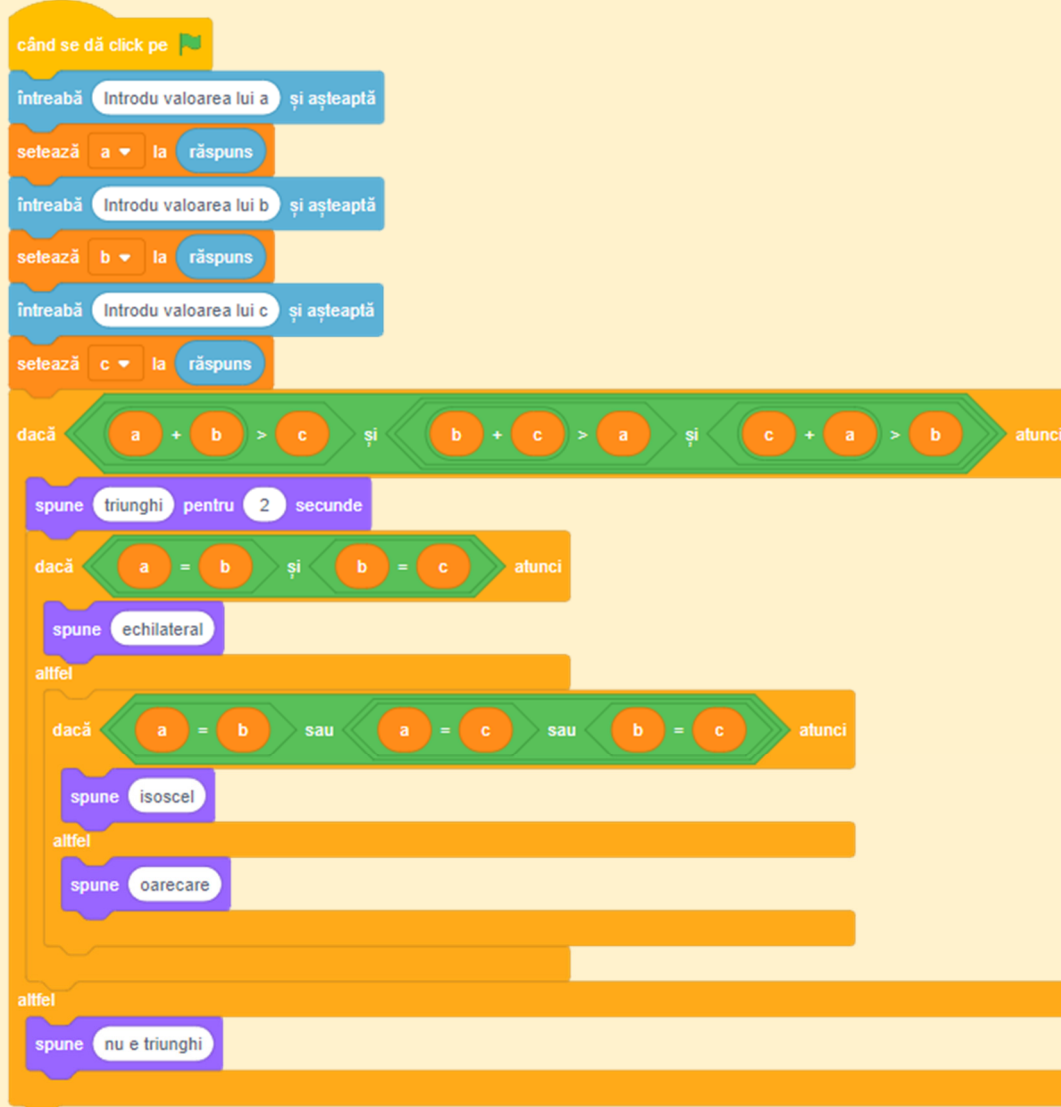 când se dă click pe
întreabă Introdu valoarea lui a și așteaptă
setează a la răspuns
întreabă Introdu valoarea lui b și așteaptă
setează b la răspuns
întreabă Introdu valoarea lui c și așteaptă
setează c la răspuns
dacă a + b > c și b + c > a și c + a > b atunci
spune triunghi pentru 2 secunde
dacă a = b și b = c atunci
spune echilateral
altfel
dacă a = b sau a = c sau b = c atunci
spune isoscel
altfel
spune oarecare
altfel
spune nu e triunghi